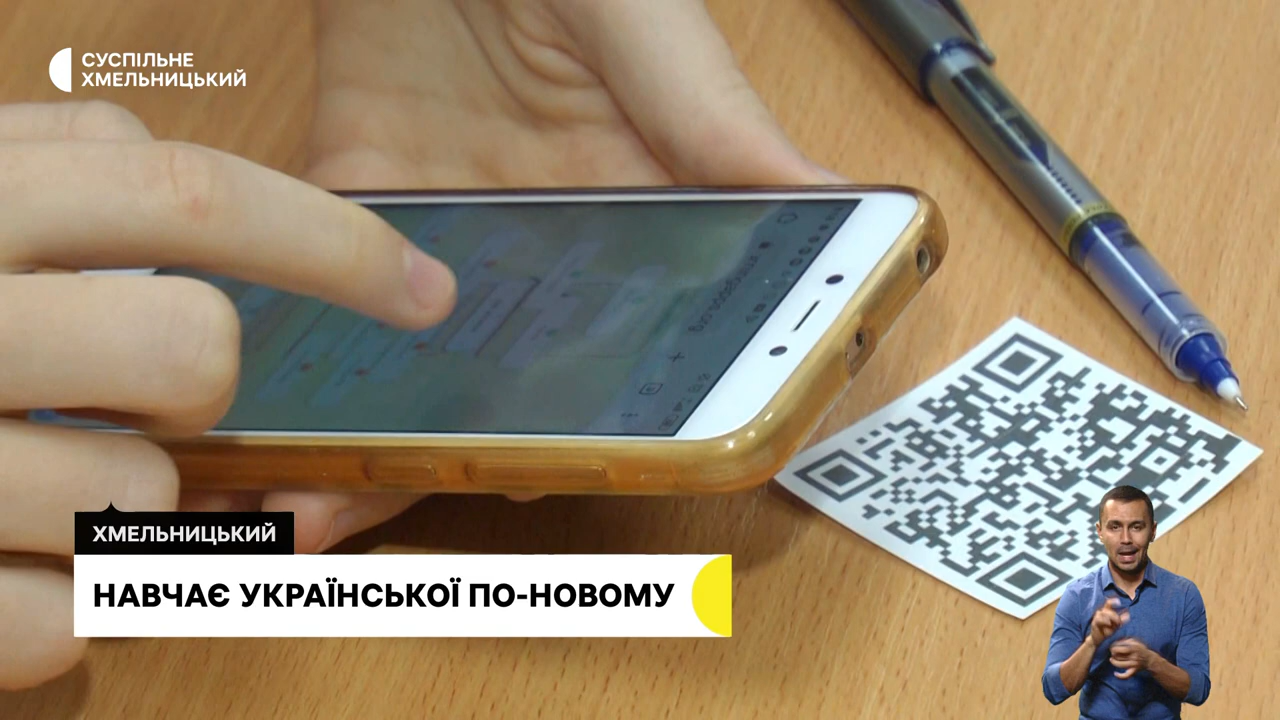 СУСПІЛЬНЕ
ХМЕЛЬНИЦЬКИЙ
ХМЕЛЬНИЦЬКИЙ
НАВЧАЄ УКРАЇНСЬКОЇ ПО-НОВОМУ